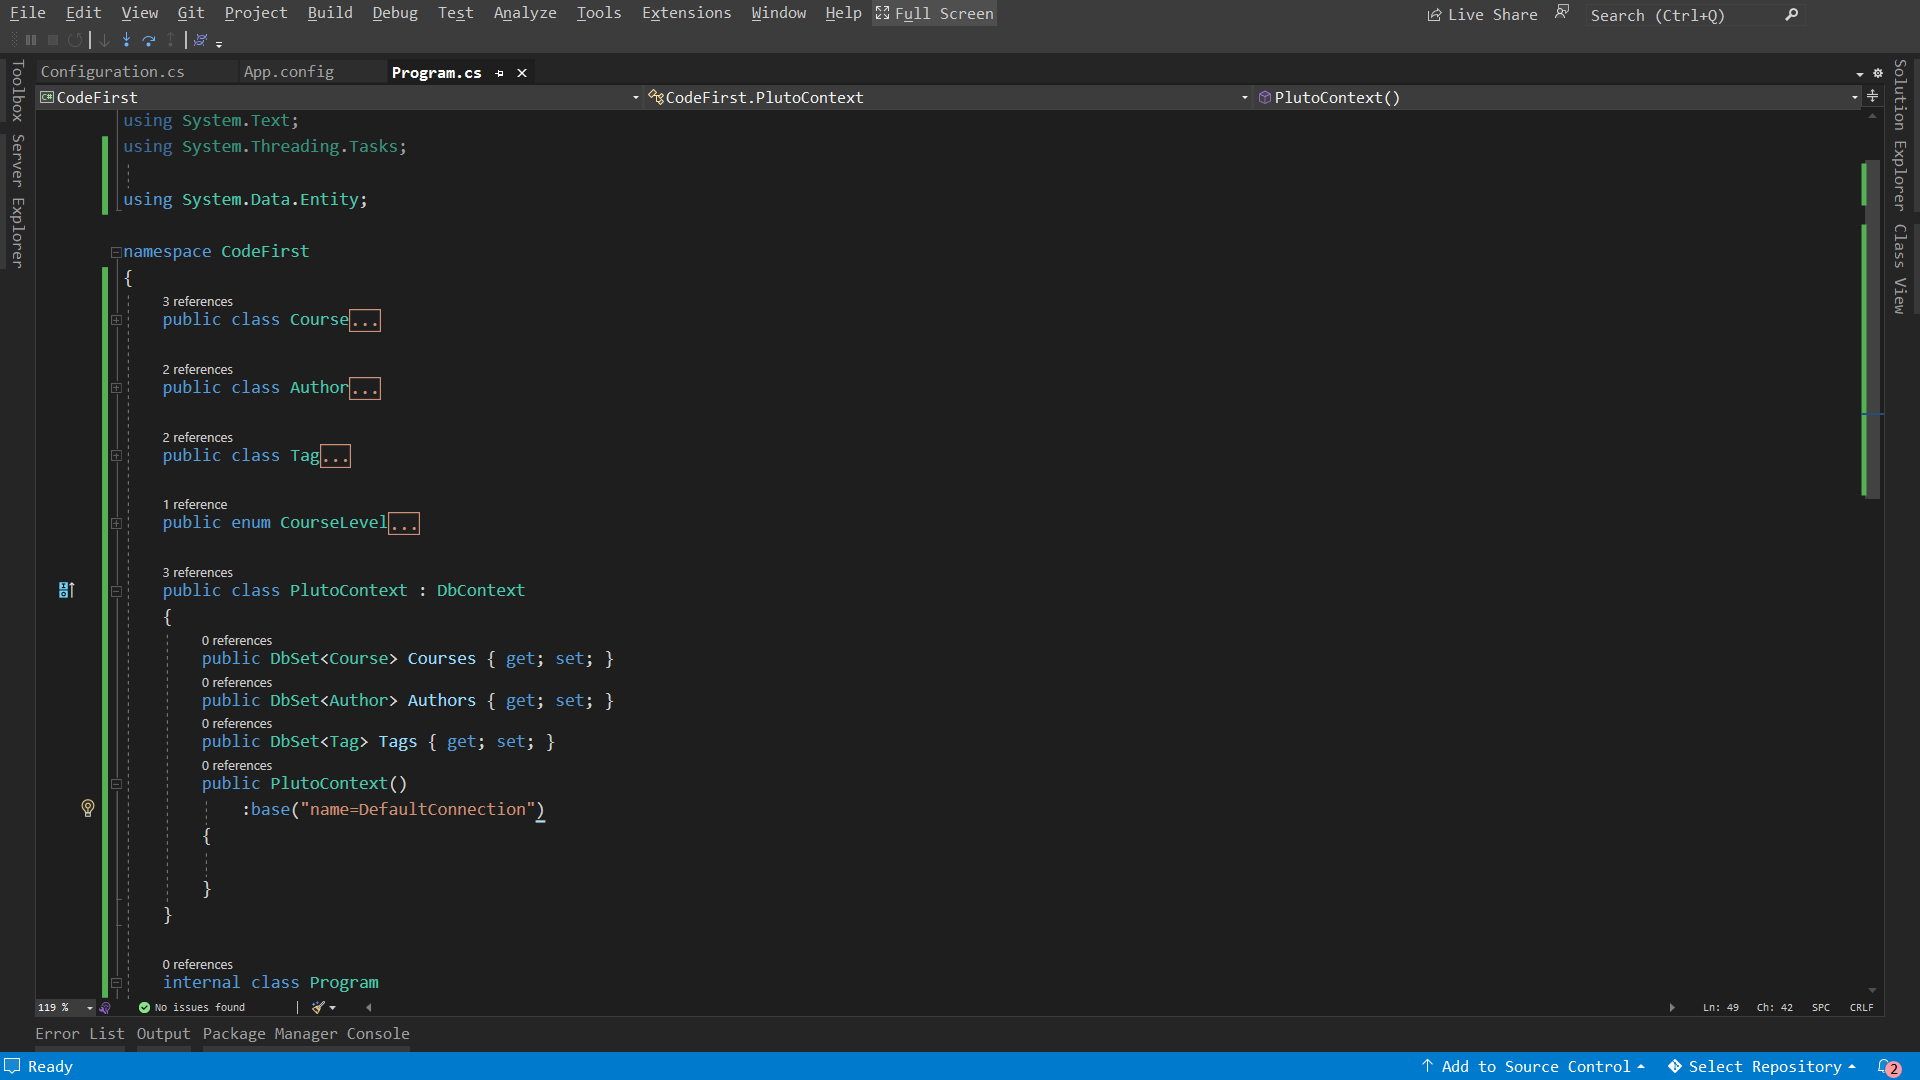 File Edit View Git Project Build Debug Test Analyze Tools Extensions Window Help Full Screen Live Share Search (Ctrl+Q)
Configuration.cs App.config Program.cs
CodeFirst CodeFirst.PlutoContext PlutoContext()
Toolbox
Server Explorer
Solution Explorer
Class View
using System.Text;
using System.Threading.Tasks;
using System.Data.Entity;
namespace CodeFirst
{
3 references
public class Course...
2 references
public class Author...
2 references
public class Tag...
1 reference
public enum CourseLevel...
3 references
public class PlutoContext : DbContext
{
0 references
public DbSet<Course> Courses { get; set; }
0 references
public DbSet<Author> Authors { get; set; }
0 references
public DbSet<Tag> Tags { get; set; }
0 references
public PlutoContext()
:base("name=DefaultConnection")
{
}
}
0 references
internal class Program
119 % No issues found Ln: 49 Ch: 42 SPC CRLF
Error List Output Package Manager Console
Ready Add to Source Control Select Repository 2